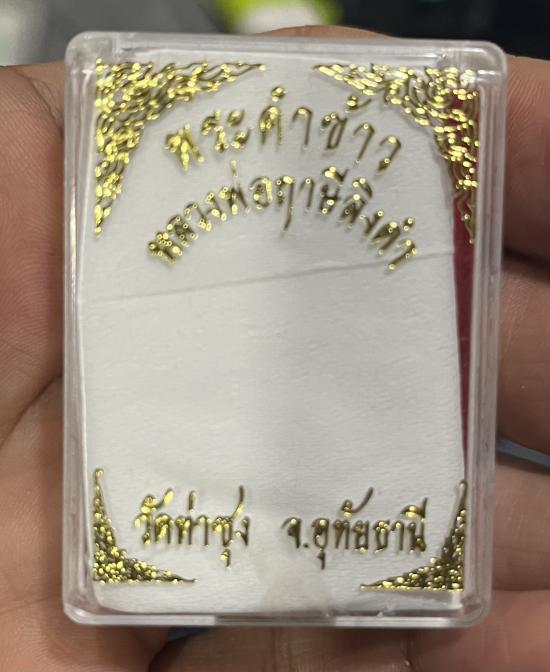 พระคำข้าว
หลวงพ่อฤาษีลิงดำ
วัดท่าซุง จ.อุทัยธานี